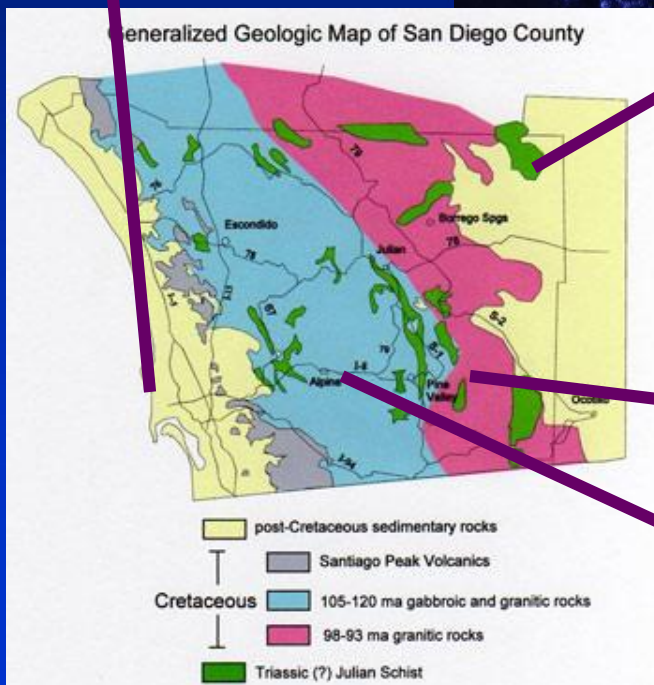 Generalized Geologic Map of San Diego County
79
76
Escondido
Borrego Spgs
78
78
Julian
I-5
I-15
67
S-2
79
S-1
I-8
Alpine
Pine
Valley
Ocotillo
post-Cretaceous sedimentary rocks
Santiago Peak Volcanics
Cretaceous
105-120 ma gabbroic and granitic rocks
98-93 ma granitic rocks
Triassic (?) Julian Schist